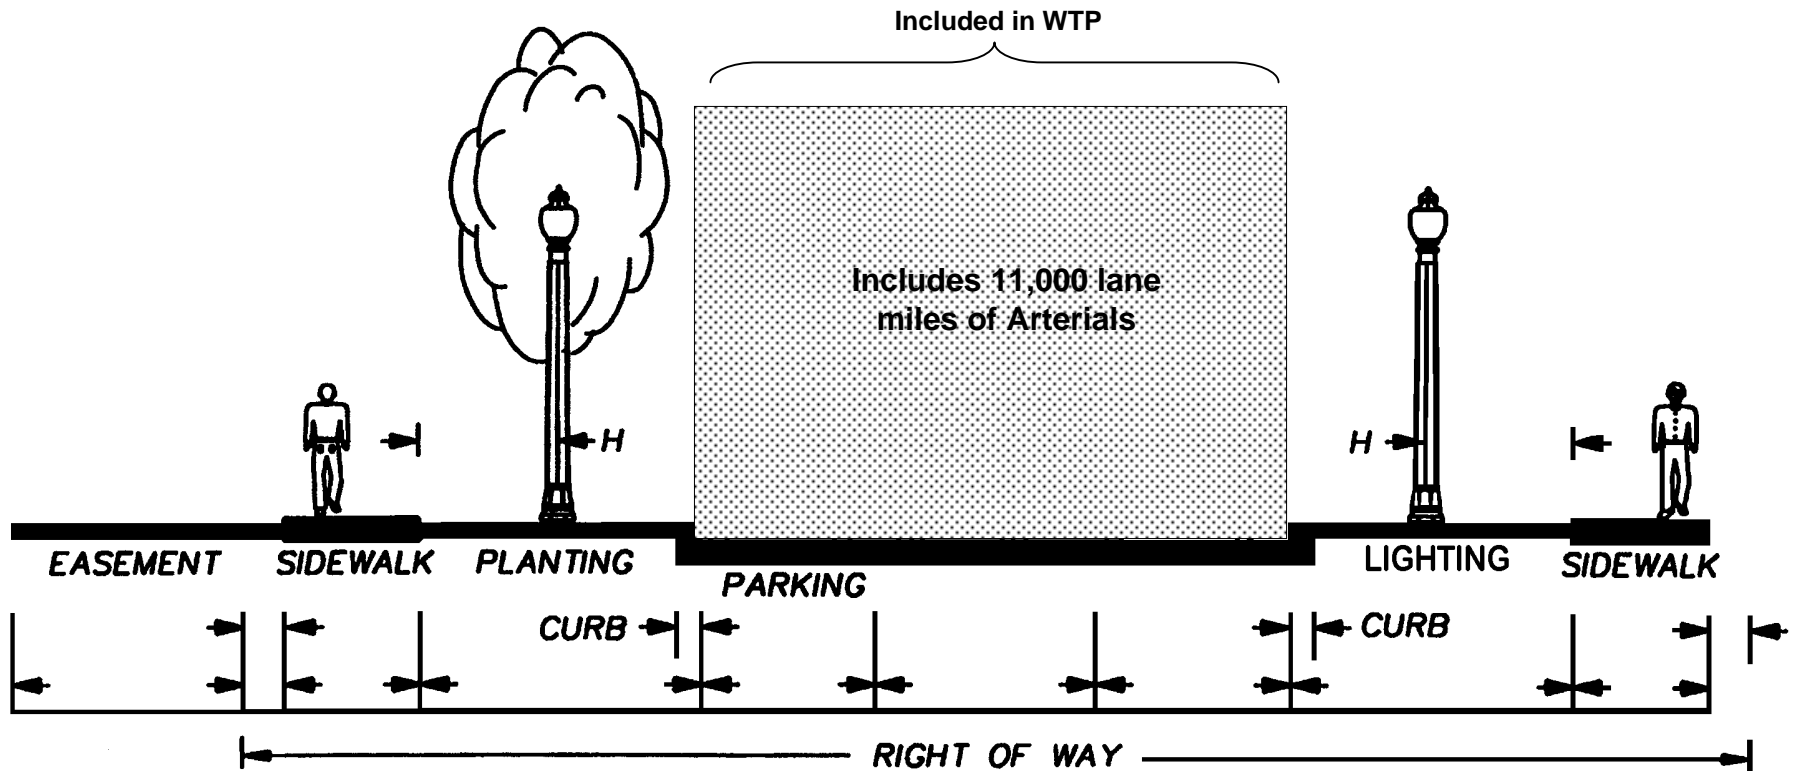 Included in WTP
Includes 11,000 lane
miles of Arterials
H
H
EASEMENT
SIDEWALK
PLANTING
PARKING
LIGHTING
SIDEWALK
CURB
CURB
RIGHT OF WAY